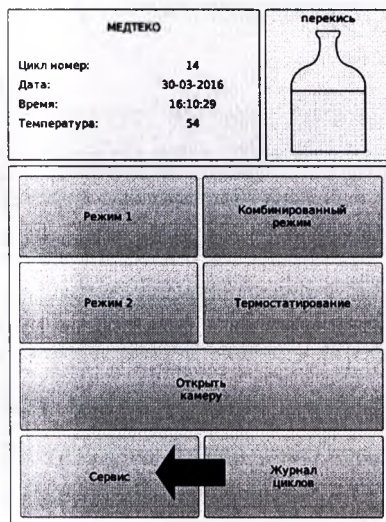 МЕДТЕКО
перекись
Цикл номер: 14
Дата: 30-03-2016
Время: 16:10:29
Температура: 54
Режим 1
Комбинированный
режим
Режим 2
Термостатирование
Открыть
камеру
Сервис
Журнал
циклов